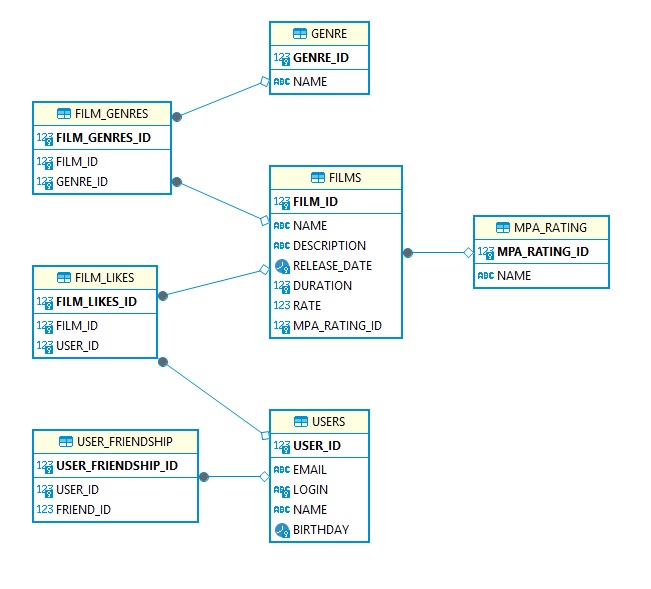 GENRE
123 GENRE_ID
ABC NAME
FILM_GENRES
123 FILM_GENRES_ID
123 FILM_ID
123 GENRE_ID
FILMS
123 FILM_ID
ABC NAME
ABC DESCRIPTION
RELEASE_DATE
123 DURATION
123 RATE
123 MPA_RATING_ID
MPA_RATING
123 MPA_RATING_ID
ABC NAME
FILM_LIKES
123 FILM_LIKES_ID
123 FILM_ID
123 USER_ID
USERS
123 USER_ID
ABC EMAIL
ABC LOGIN
ABC NAME
BIRTHDAY
USER_FRIENDSHIP
123 USER_FRIENDSHIP_ID
123 USER_ID
123 FRIEND_ID